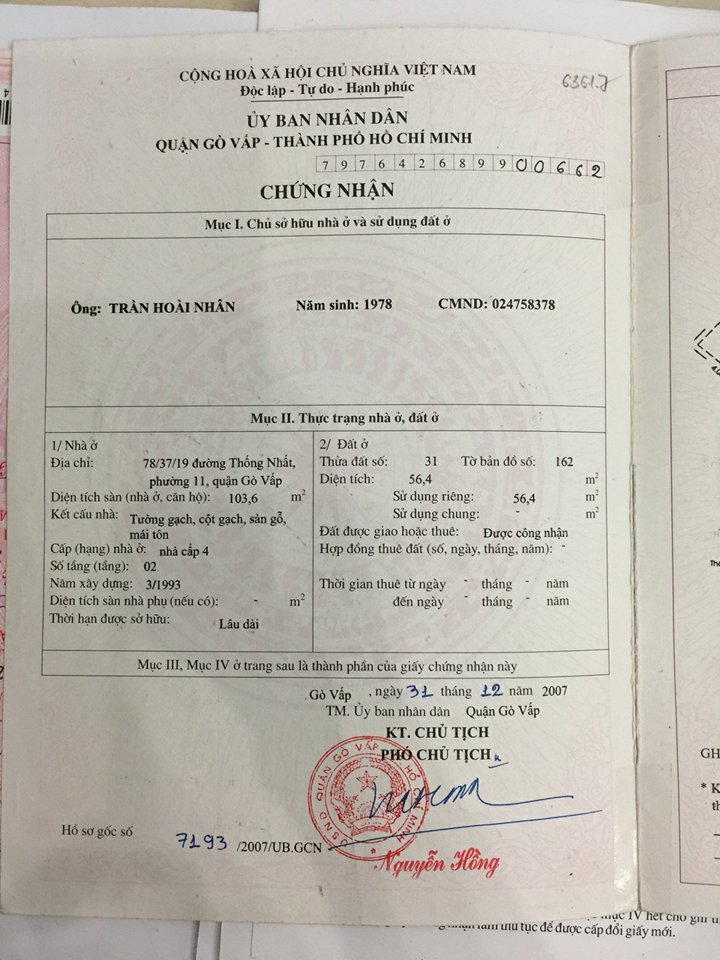 CỘNG HOÀ XÃ HỘI CHỦ NGHĨA VIỆT NAM
Độc lập - Tự do - Hạnh phúc
6361.J
ỦY BAN NHÂN DÂN
QUẬN GÒ VẤP - THÀNH PHỐ HỒ CHÍ MINH
7 9 7 6 4 2 6 8 9 9 0 0 6 6 2
CHỨNG NHẬN
Mục I. Chủ sở hữu nhà ở và sử dụng đất ở
Ông: TRẦN HOÀI NHÂN Năm sinh: 1978 CMND: 024758378
Mục II. Thực trạng nhà ở, đất ở
1/ Nhà ở
Địa chỉ: 78/37/19 đường Thống Nhất,
phường 11, quận Gò Vấp
Diện tích sàn (nhà ở, căn hộ): 103,6 m2
Kết cấu nhà: Tường gạch, cột gạch, sàn gỗ,
mái tôn
Cấp (hạng) nhà ở: nhà cấp 4
Số tầng (tầng): 02
Năm xây dựng: 3/1993
Diện tích sàn nhà phụ (nếu có): - m2
Thời hạn được sở hữu: Lâu dài
2/ Đất ở
Thửa đất số: 31 Tờ bản đồ số: 162
Diện tích: 56,4 m2
Sử dụng riêng: 56,4 m2
Sử dụng chung: - m2
Đất được giao hoặc thuê: Được công nhận
Hợp đồng thuê đất (số, ngày, tháng, năm): -
Thời gian thuê từ ngày - tháng - năm
đến ngày - tháng - năm
Mục III, Mục IV ở trang sau là thành phần của giấy chứng nhận này
Gò Vấp , ngày 31 tháng 12 năm 2007
TM. Ủy ban nhân dân Quận Gò Vấp
KT. CHỦ TỊCH
PHÓ CHỦ TỊCH
UBND QUẬN GÒ VẤP TP HỒ CHÍ MINH
Hồ sơ gốc số 7193 /2007/UB.GCN
Nguyễn Hồng
GH
* K
th
mục IV hết chỗ ghi
làm thủ tục để được cấp đổi giấy mới.